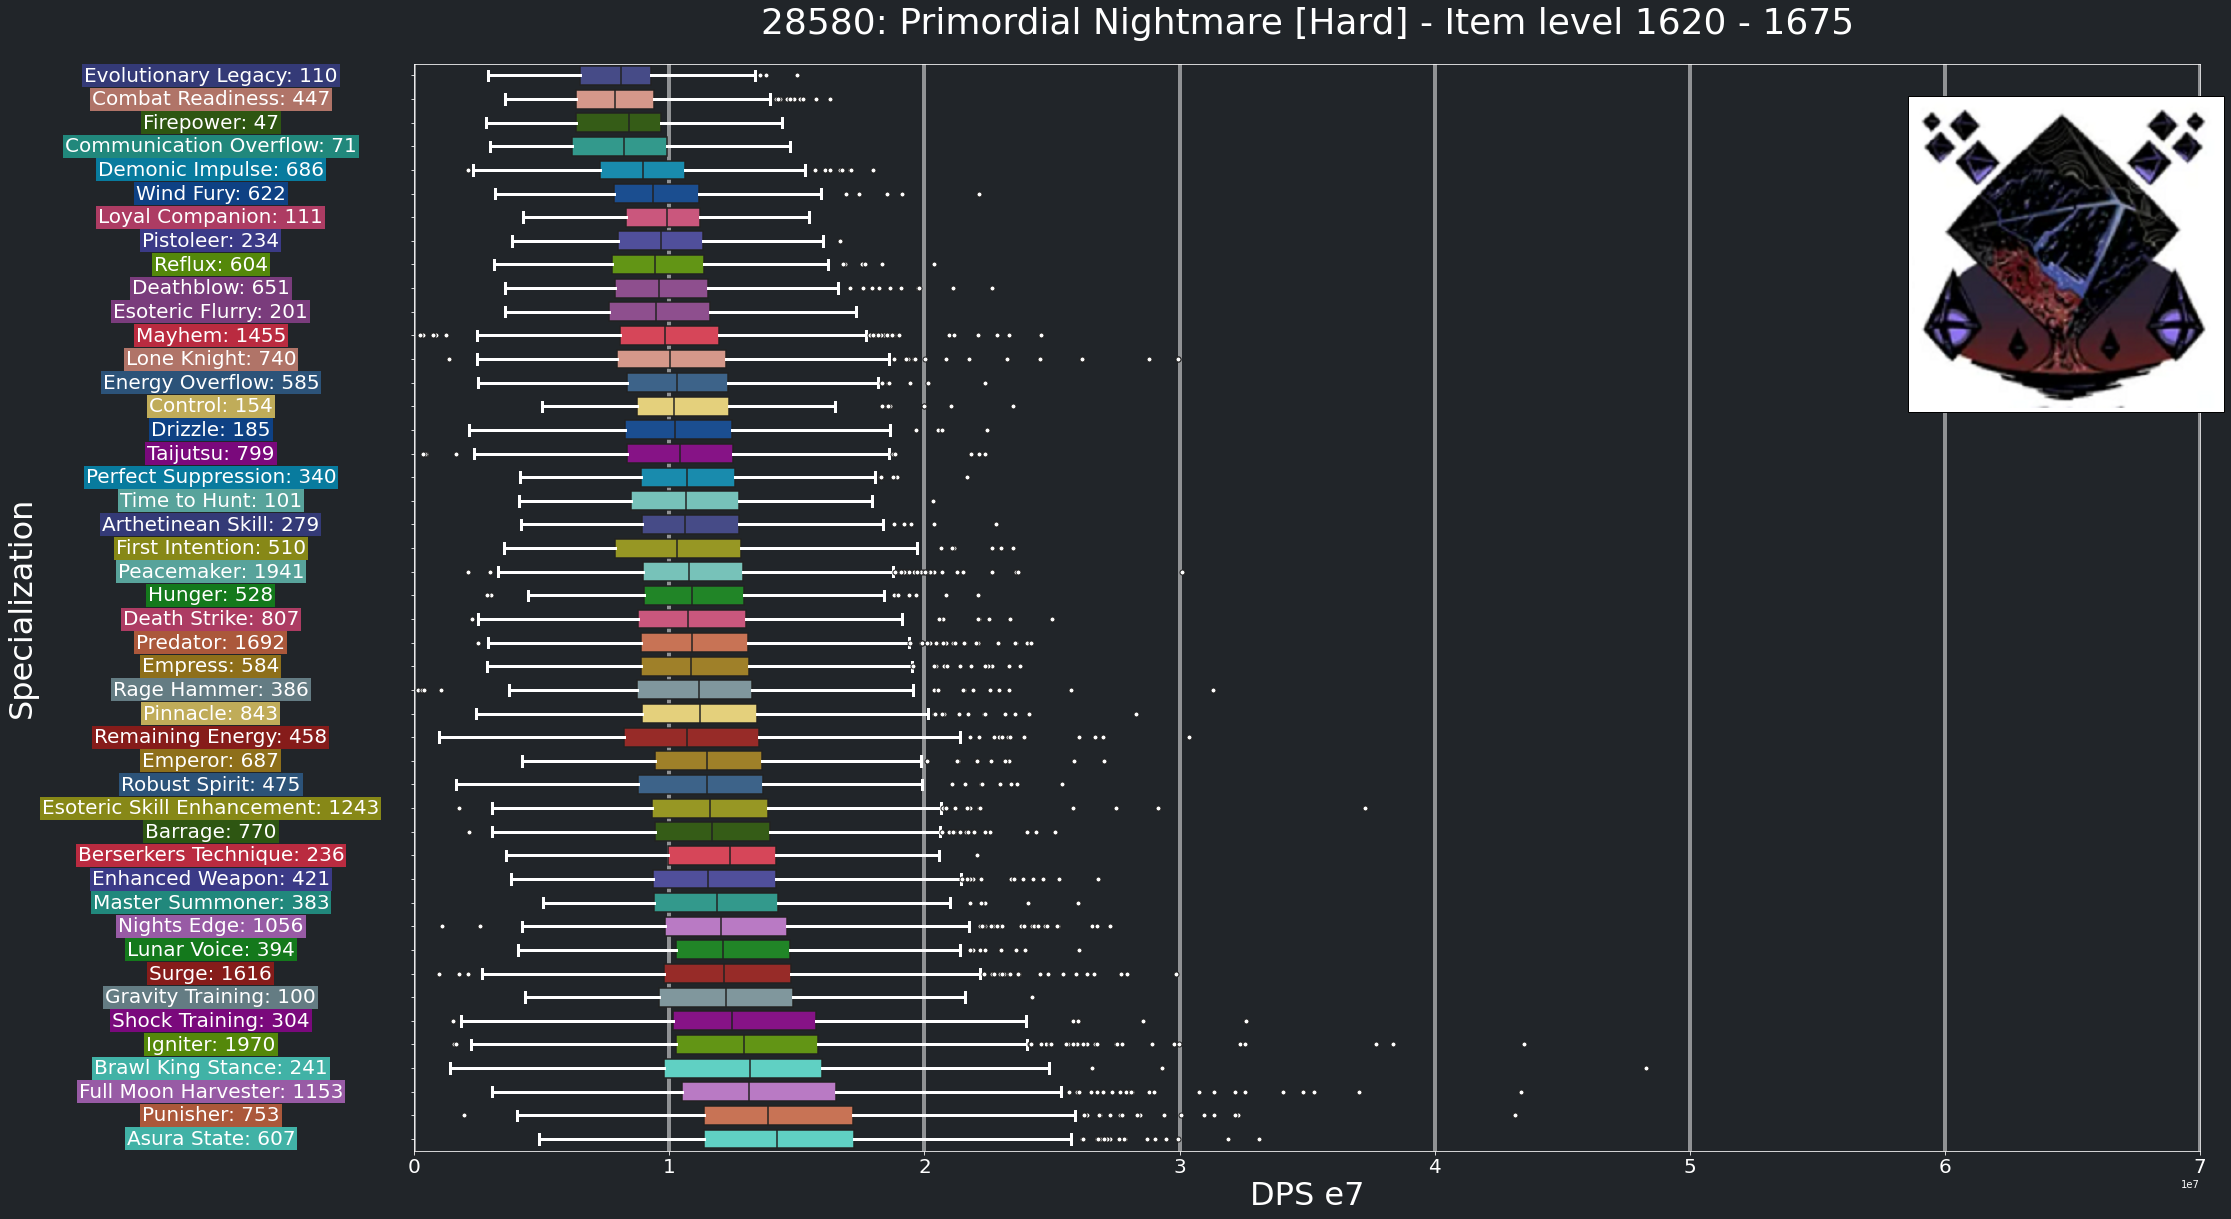 28580: Primordial Nightmare [Hard] - Item level 1620 - 1675
Specialization
Evolutionary Legacy: 110
Combat Readiness: 447
Firepower: 47
Communication Overflow: 71
Demonic Impulse: 686
Wind Fury: 622
Loyal Companion: 111
Pistoleer: 234
Reflux: 604
Deathblow: 651
Esoteric Flurry: 201
Mayhem: 1455
Lone Knight: 740
Energy Overflow: 585
Control: 154
Drizzle: 185
Taijutsu: 799
Perfect Suppression: 340
Time to Hunt: 101
Arthetinean Skill: 279
First Intention: 510
Peacemaker: 1941
Hunger: 528
Death Strike: 807
Predator: 1692
Empress: 584
Rage Hammer: 386
Pinnacle: 843
Remaining Energy: 458
Emperor: 687
Robust Spirit: 475
Esoteric Skill Enhancement: 1243
Barrage: 770
Berserkers Technique: 236
Enhanced Weapon: 421
Master Summoner: 383
Nights Edge: 1056
Lunar Voice: 394
Surge: 1616
Gravity Training: 100
Shock Training: 304
Igniter: 1970
Brawl King Stance: 241
Full Moon Harvester: 1153
Punisher: 753
Asura State: 607
0 1 2 3 4 5 6 7
1e7
DPS e7